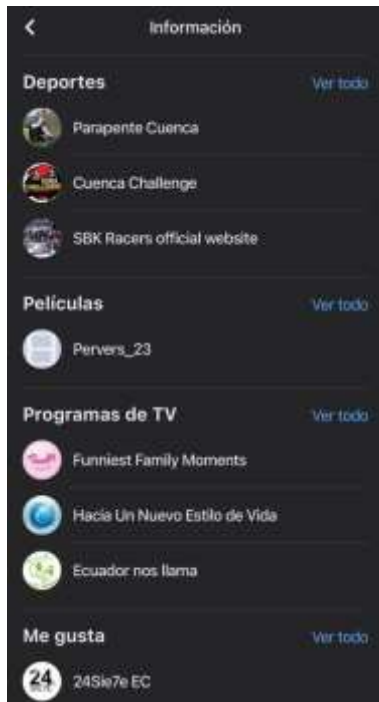 Información
Deportes Ver todo
Parapente Cuenca
Cuenca Challenge
SBK Racers official website
Películas Ver todo
Pervers_23
Programas de TV Ver todo
Funniest Family Moments
Hacia Un Nuevo Estilo de Vida
Ecuador nos llama
Me gusta Ver todo
24
24Sie7e EC